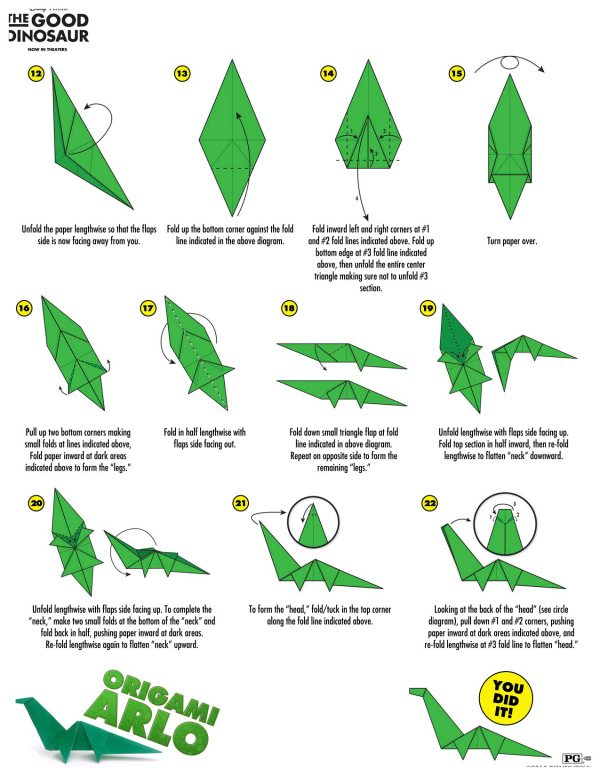 THE GOOD
DINOSAUR
NOW IN THEATERS
12
13
14
15
1
2
3
4
Unfold the paper lengthwise so that the flaps
side is now facing away from you.
Fold up the bottom corner against the fold
line indicated in the above diagram.
Fold inward left and right corners at #1
and #2 fold lines indicated above. Fold up
bottom edge at #3 fold line indicated
above, then unfold the entire center
triangle making sure not to unfold #3
section.
Turn paper over.
16
17
18
19
Pull up two bottom corners making
small folds at lines indicated above,
Fold paper inward at dark areas
indicated above to form the "legs."
Fold in half lengthwise with
flaps side facing out.
Fold down small triangle flap at fold
line indicated in above diagram.
Repeat on opposite side to form the
remaining "legs."
Unfold lengthwise with flaps side facing up.
Fold top section in half inward, then re-fold
lengthwise to flatten "neck" downward.
20
21
22
3
1
2
Unfold lengthwise with flaps side facing up. To complete the
"neck," make two small folds at the bottom of the "neck" and
fold back in half, pushing paper inward at dark areas.
Re-fold lengthwise again to flatten "neck" upward.
To form the "head," fold/tuck in the top corner
along the fold line indicated above.
Looking at the back of the "head" (see circle
diagram), pull down #1 and #2 corners, pushing
paper inward at dark areas indicated above, and
re-fold lengthwise at #3 fold line to flatten "head."
ORIGAMI
ARLO
YOU
DID
IT!
PG